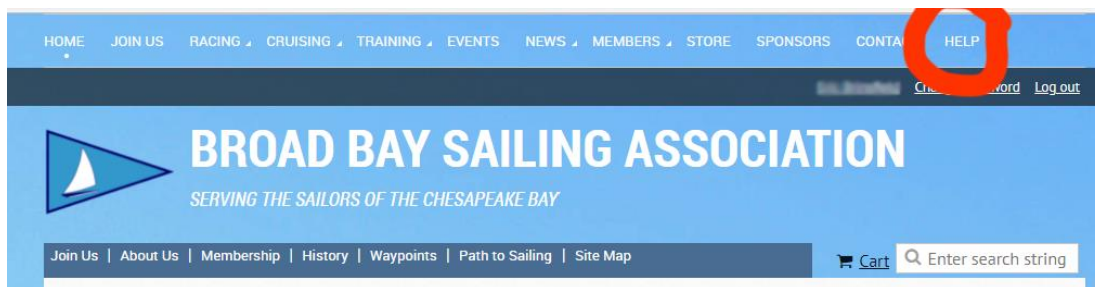 HOME JOIN US RACING CRUISING TRAINING EVENTS NEWS MEMBERS STORE SPONSORS HELP
Log out
BROAD BAY SAILING ASSOCIATION
SERVING THE SAILORS OF THE CHESAPEAKE BAY
Join Us | About Us | Membership | History | Waypoints | Path to Sailing | Site Map
Cart Enter search string